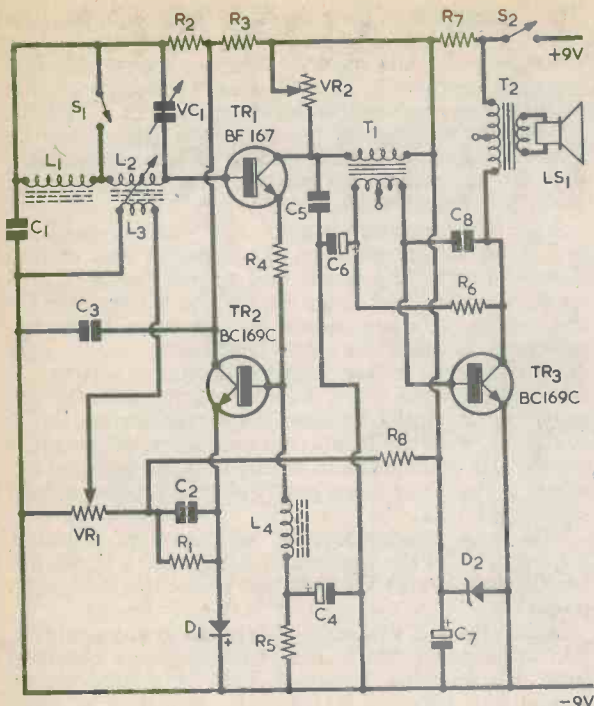 R2 R3 R7 S2
+9V
S1 VC1 VR2 T2
TR1
BF 167
T1
L1 L2 LS1
L3
C1 C5 C6 + C8
R4
R6
C3
TR2
BC169C
TR3
BC169C
R8
C2
VR1
L4
R1
D2
D1 +
+
C4
+
C7
R5
-9V